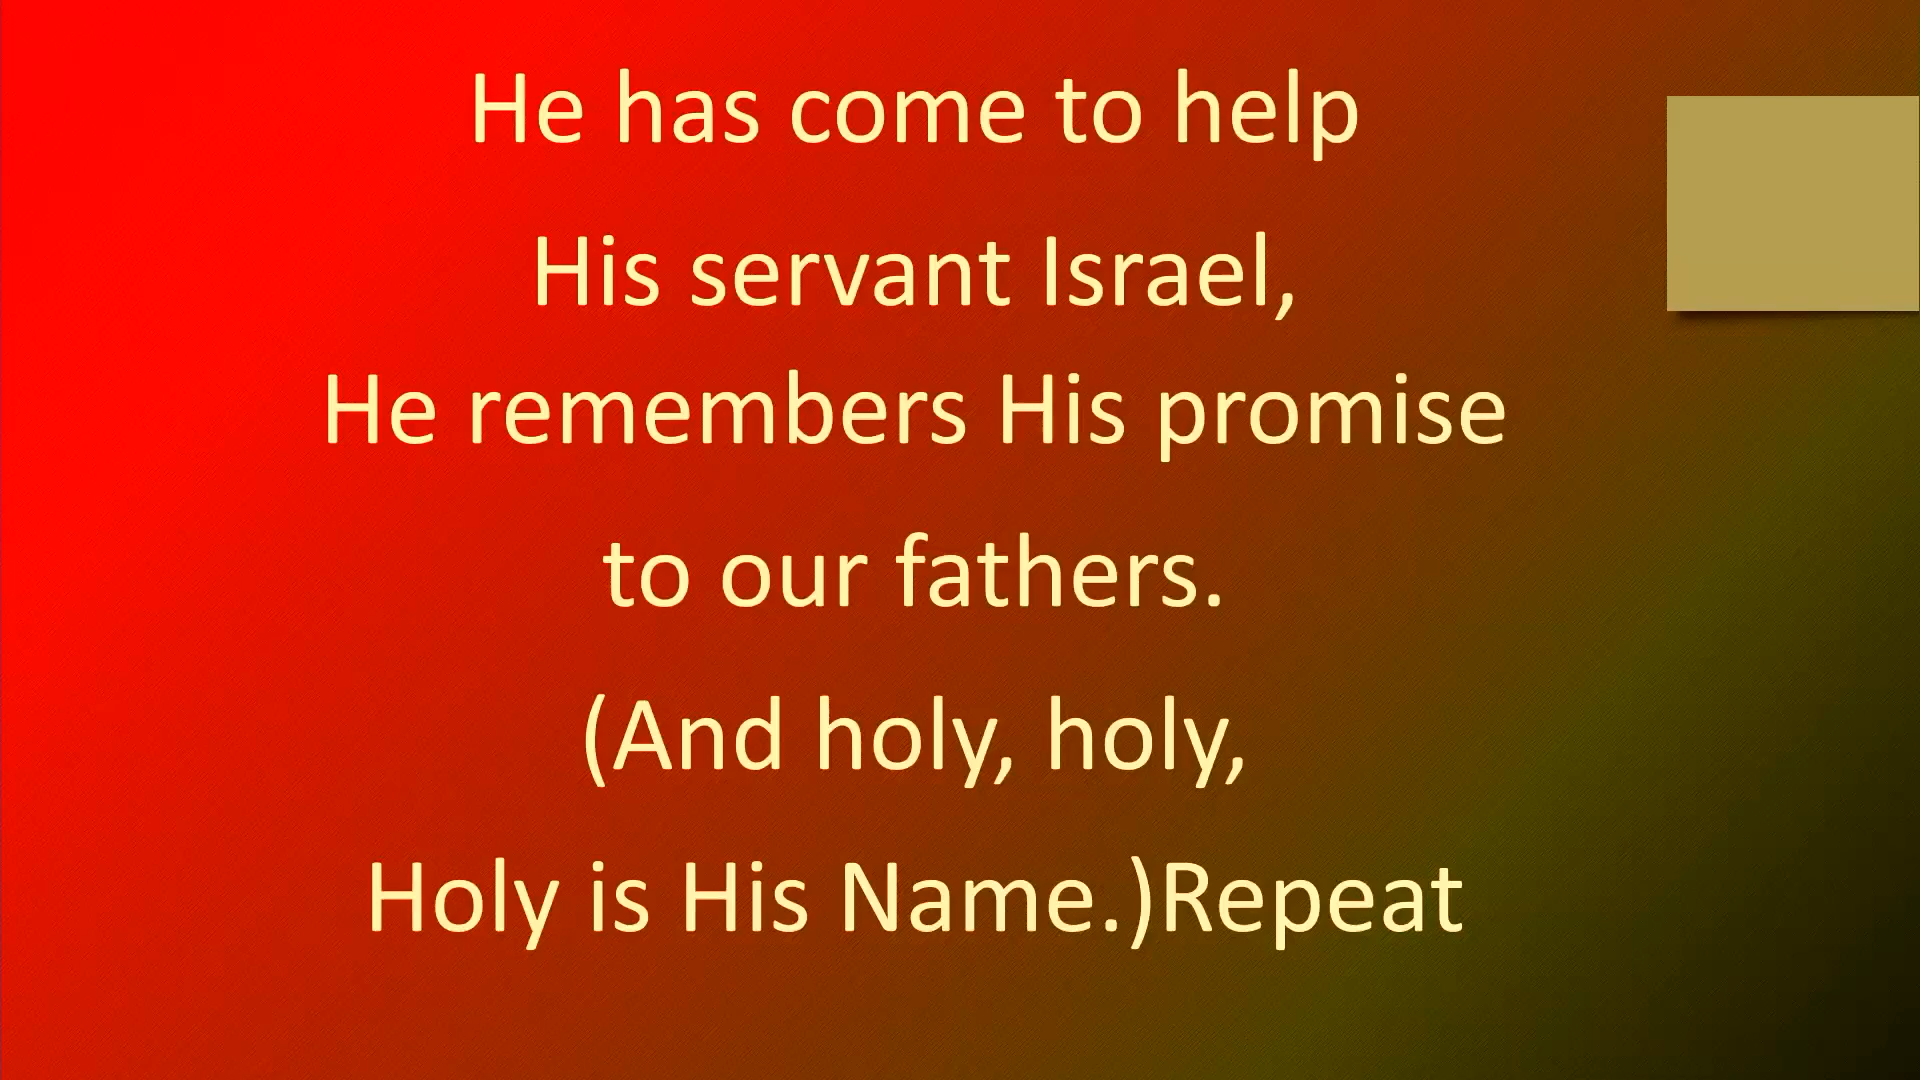 He has come to help
His servant Israel,
He remembers His promise
to our fathers.
(And holy, holy,
Holy is His Name.)Repeat